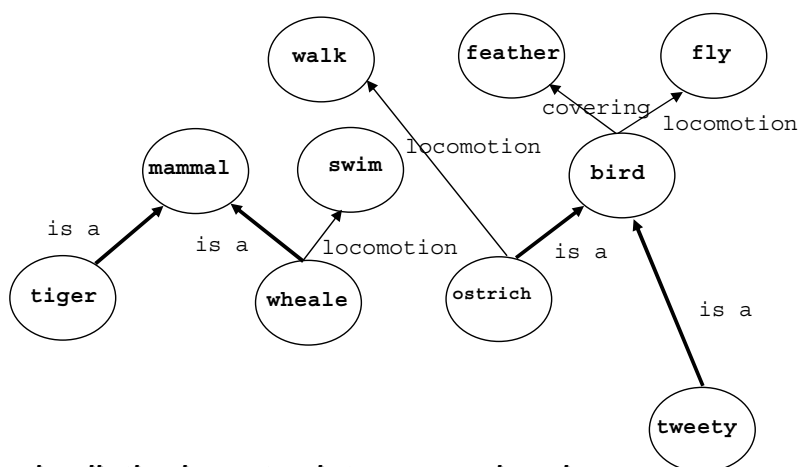 walk
feather
fly
covering
locomotion
locomotion
mammal
swim
bird
is a
is a
locomotion
is a
tiger
wheale
ostrich
is a
tweety